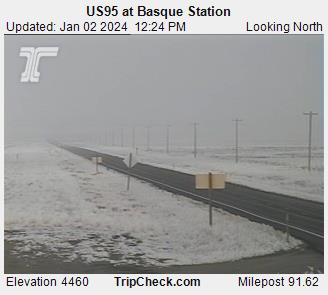 US95 at Basque Station
Updated: Jan 02 2024 12:24 PM Looking North
Elevation 4460 TripCheck.com Milepost 91.62